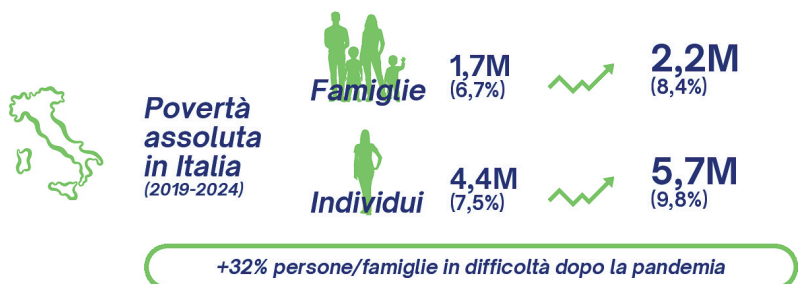 Povertà
assoluta
in Italia
(2019-2024)
Famiglie
1,7M
(6,7%)
2,2M
(8,4%)
Individui
4,4M
(7,5%)
5,7M
(9,8%)
+32% persone/famiglie in difficoltà dopo la pandemia